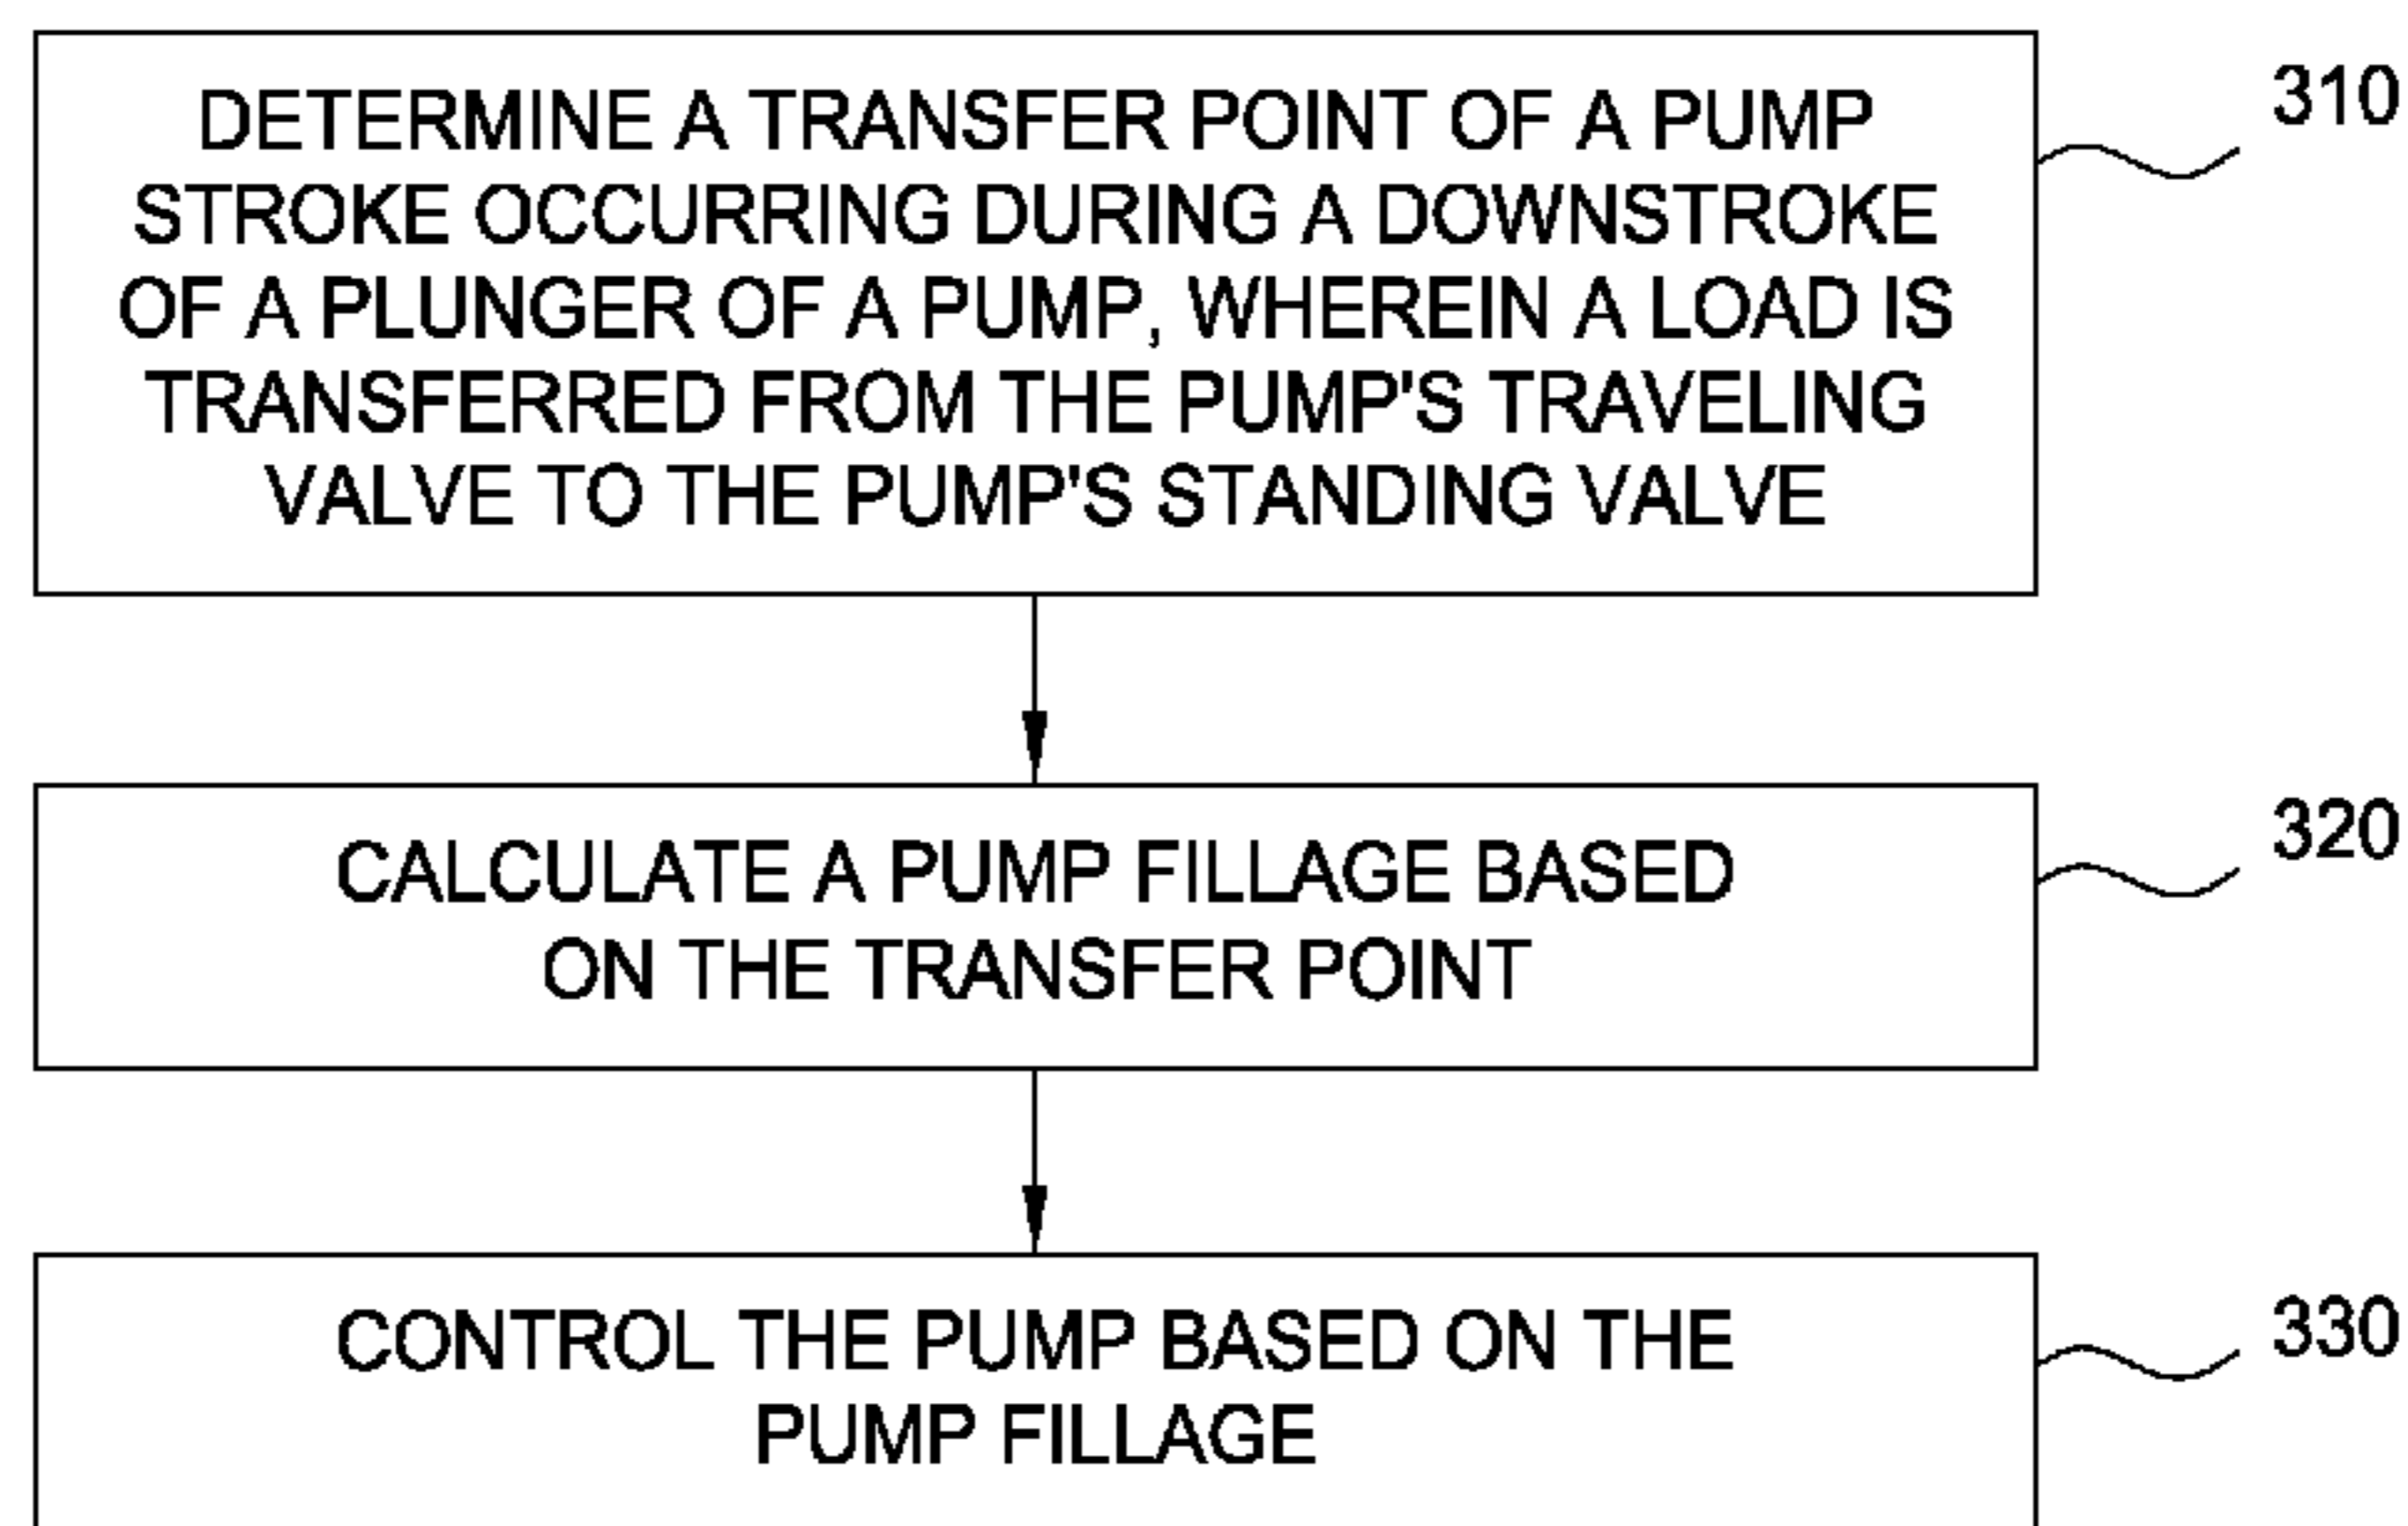 DETERMINE A TRANSFER POINT OF A PUMP
STROKE OCCURRING DURING A DOWNSTROKE
OF A PLUNGER OF A PUMP, WHEREIN A LOAD IS
TRANSFERRED FROM THE PUMP'S TRAVELING
VALVE TO THE PUMP'S STANDING VALVE
310
CALCULATE A PUMP FILLAGE BASED
ON THE TRANSFER POINT
320
CONTROL THE PUMP BASED ON THE
PUMP FILLAGE
330